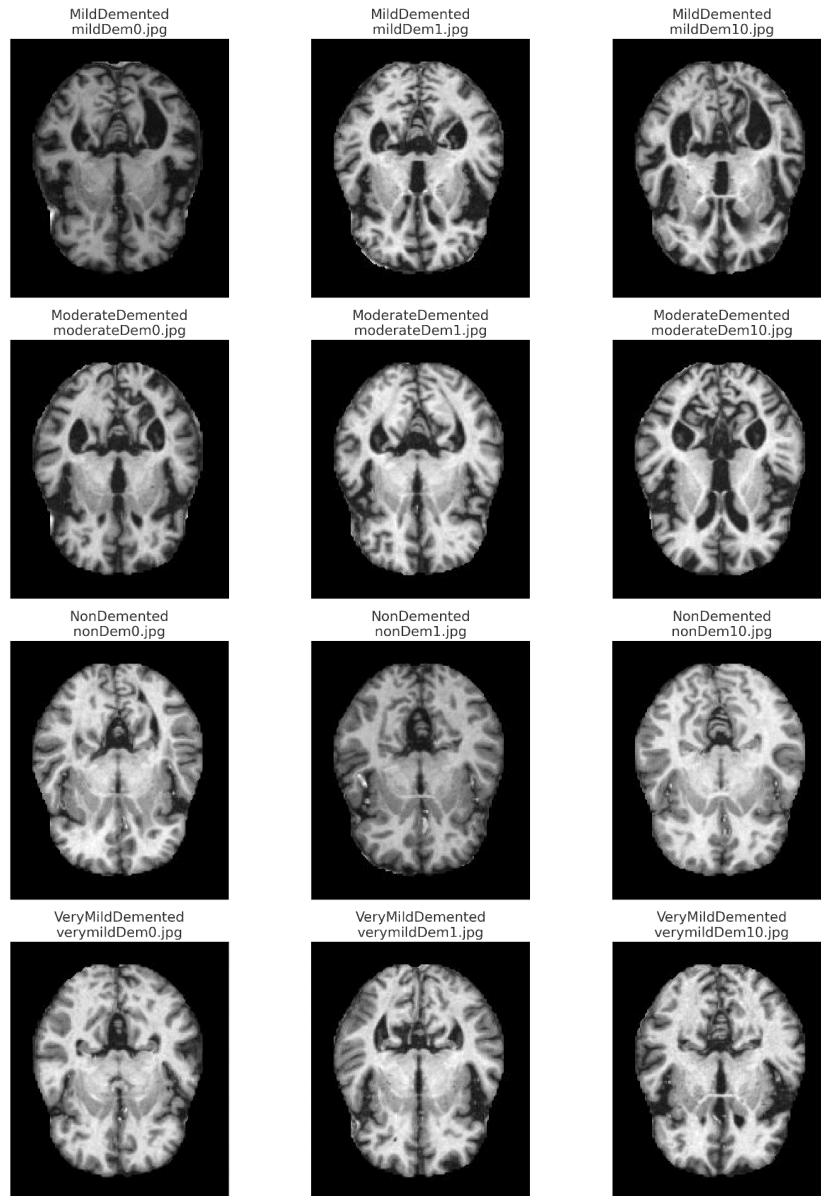 MildDemented
mildDem0.jpg
MildDemented
mildDem1.jpg
MildDemented
mildDem10.jpg
ModerateDemented
moderateDem0.jpg
ModerateDemented
moderateDem1.jpg
ModerateDemented
moderateDem10.jpg
NonDemented
nonDem0.jpg
NonDemented
nonDem1.jpg
NonDemented
nonDem10.jpg
VeryMildDemented
verymildDem0.jpg
VeryMildDemented
verymildDem1.jpg
VeryMildDemented
verymildDem10.jpg